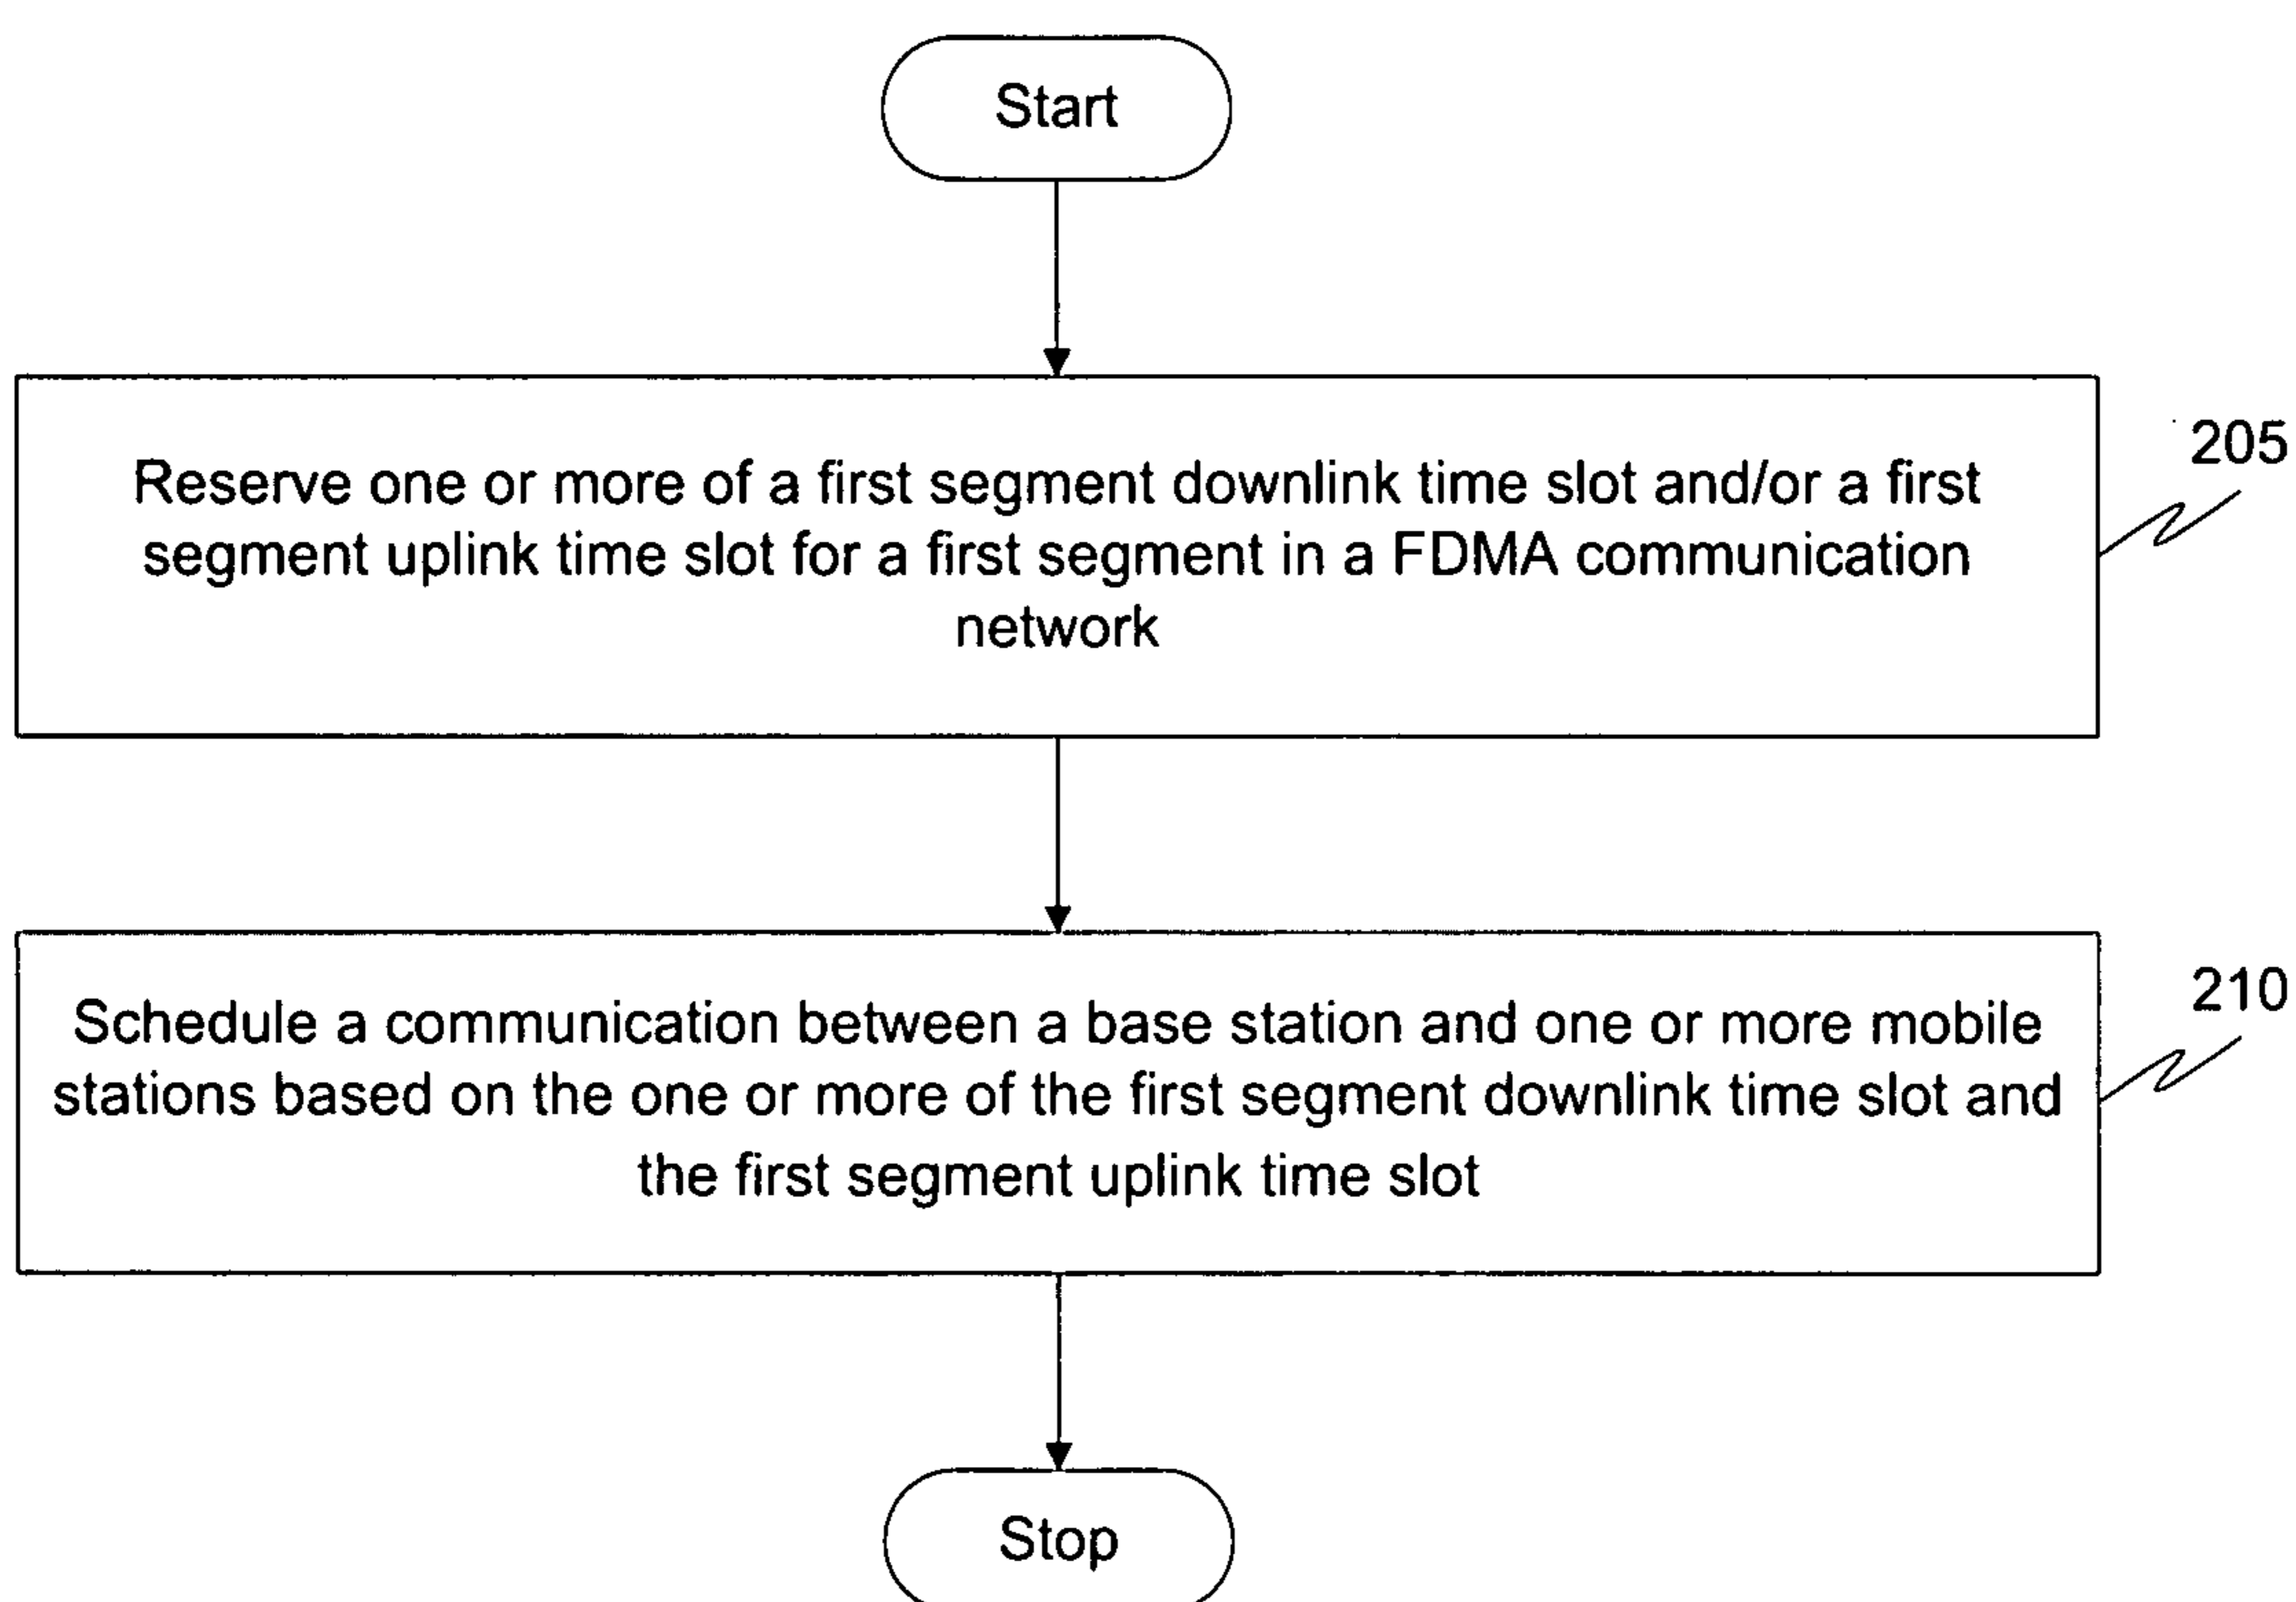 Start
205
Reserve one or more of a first segment downlink time slot and/or a first
segment uplink time slot for a first segment in a FDMA communication
network
210
Schedule a communication between a base station and one or more mobile
stations based on the one or more of the first segment downlink time slot and
the first segment uplink time slot
Stop